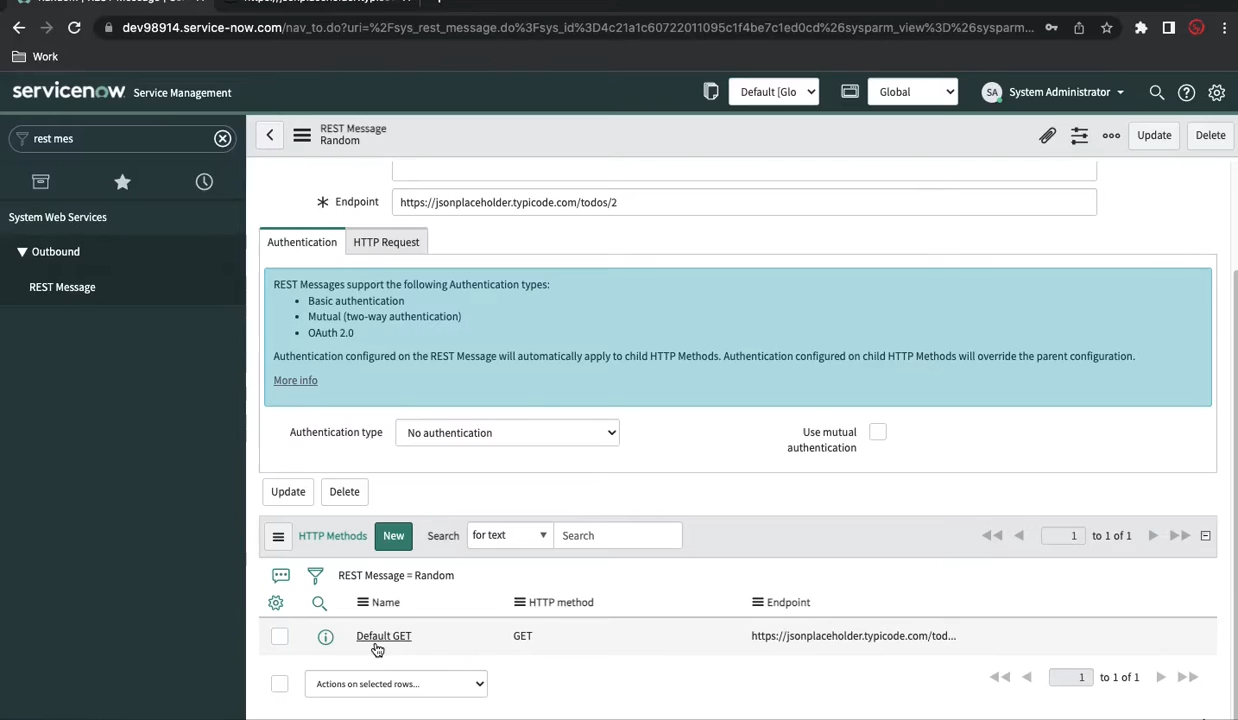 dev98914.service-now.com/nav_to.do?uri=%2Fsys_rest_message.do%3Fsys_id%3D4c21a1c60722011095c1f4be7c1ed0cd%26sysparm_view%3D%26sysparm...
Work
servicenow Service Management
Default [Glo
Global
SA System Administrator
rest mes
REST Message
Random
Update
Delete
System Web Services
Outbound
REST Message
Endpoint
https://jsonplaceholder.typicode.com/todos/2
Authentication
HTTP Request
REST Messages support the following Authentication types:
• Basic authentication
• Mutual (two-way authentication)
• OAuth 2.0
Authentication configured on the REST Message will automatically apply to child HTTP Methods. Authentication configured on child HTTP Methods will override the parent configuration.
More info
Authentication type
No authentication
Use mutual
authentication
Update
Delete
HTTP Methods New Search for text Search 1 to 1 of 1
REST Message = Random
Name HTTP method Endpoint
Default GET GET https://jsonplaceholder.typicode.com/tod...
Actions on selected rows... 1 to 1 of 1